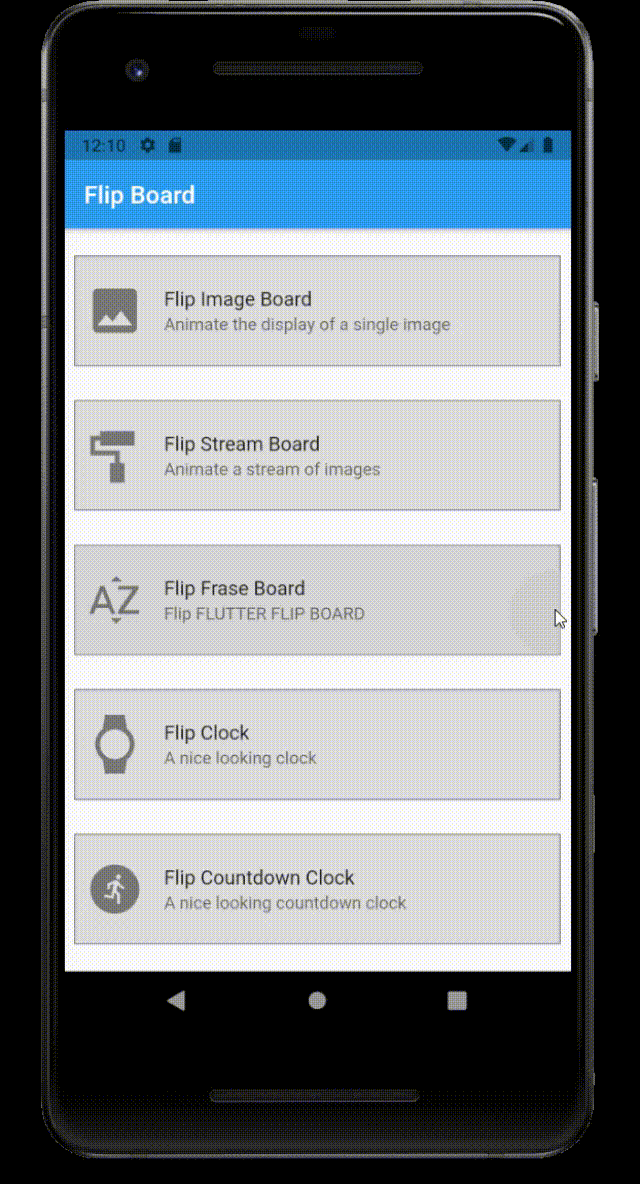 12:10
Flip Board
Flip Image Board
Animate the display of a single image
Flip Stream Board
Animate a stream of images
AZ
Flip Frase Board
Flip FLUTTER FLIP BOARD
Flip Clock
A nice looking clock
Flip Countdown Clock
A nice looking countdown clock